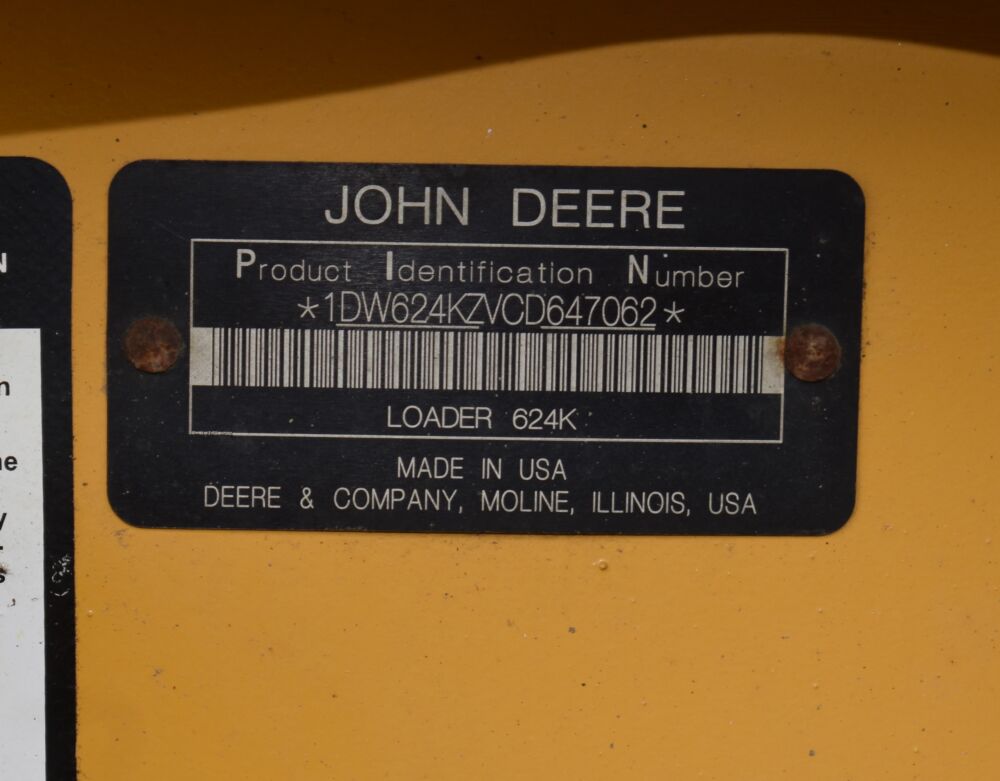 JOHN DEERE
Product Identification Number
*1DW624KZVCD647062*
LOADER 624K
MADE IN USA
DEERE & COMPANY, MOLINE, ILLINOIS, USA